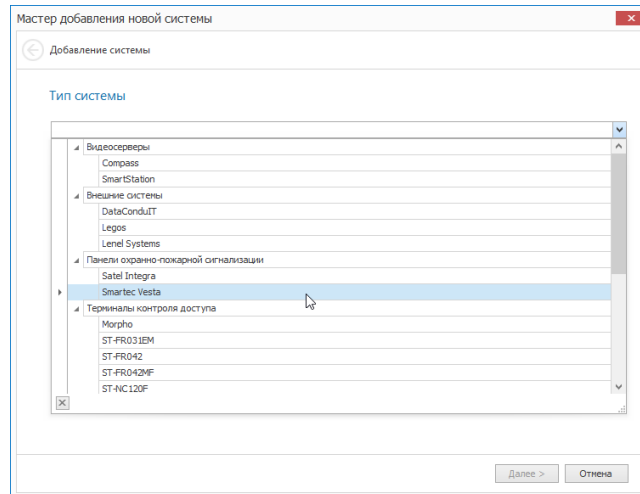 Мастер добавления новой системы
Добавление системы
Тип системы
Видеосерверы
Compass
SmartStation
Внешние системы
DataConduIT
Legos
Lenel Systems
Панели охранно-пожарной сигнализации
Satel Integra
Smartec Vesta
Терминалы контроля доступа
Morpho
ST-FR031EM
ST-FR042
ST-FR042MF
ST-NC120F
Далее >
Отмена